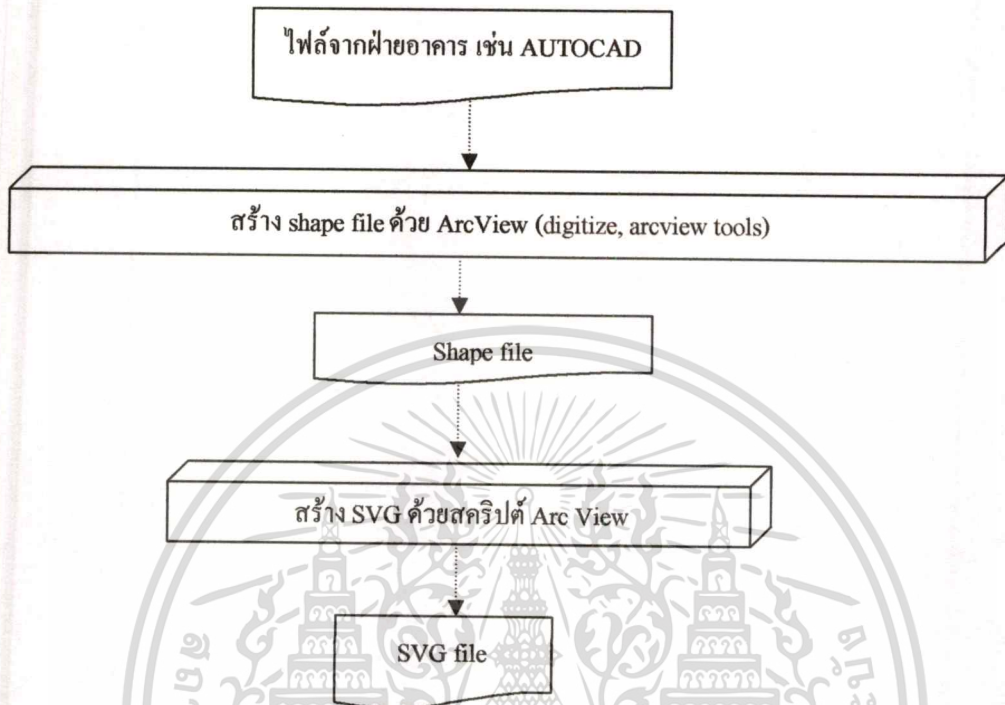 ไฟล์จากฝ่ายอาคาร เช่น AUTOCAD
สร้าง shape file ด้วย ArcView (digitize, arcview tools)
Shape file
สร้าง SVG ด้วยสคริปต์ Arc View
SVG file